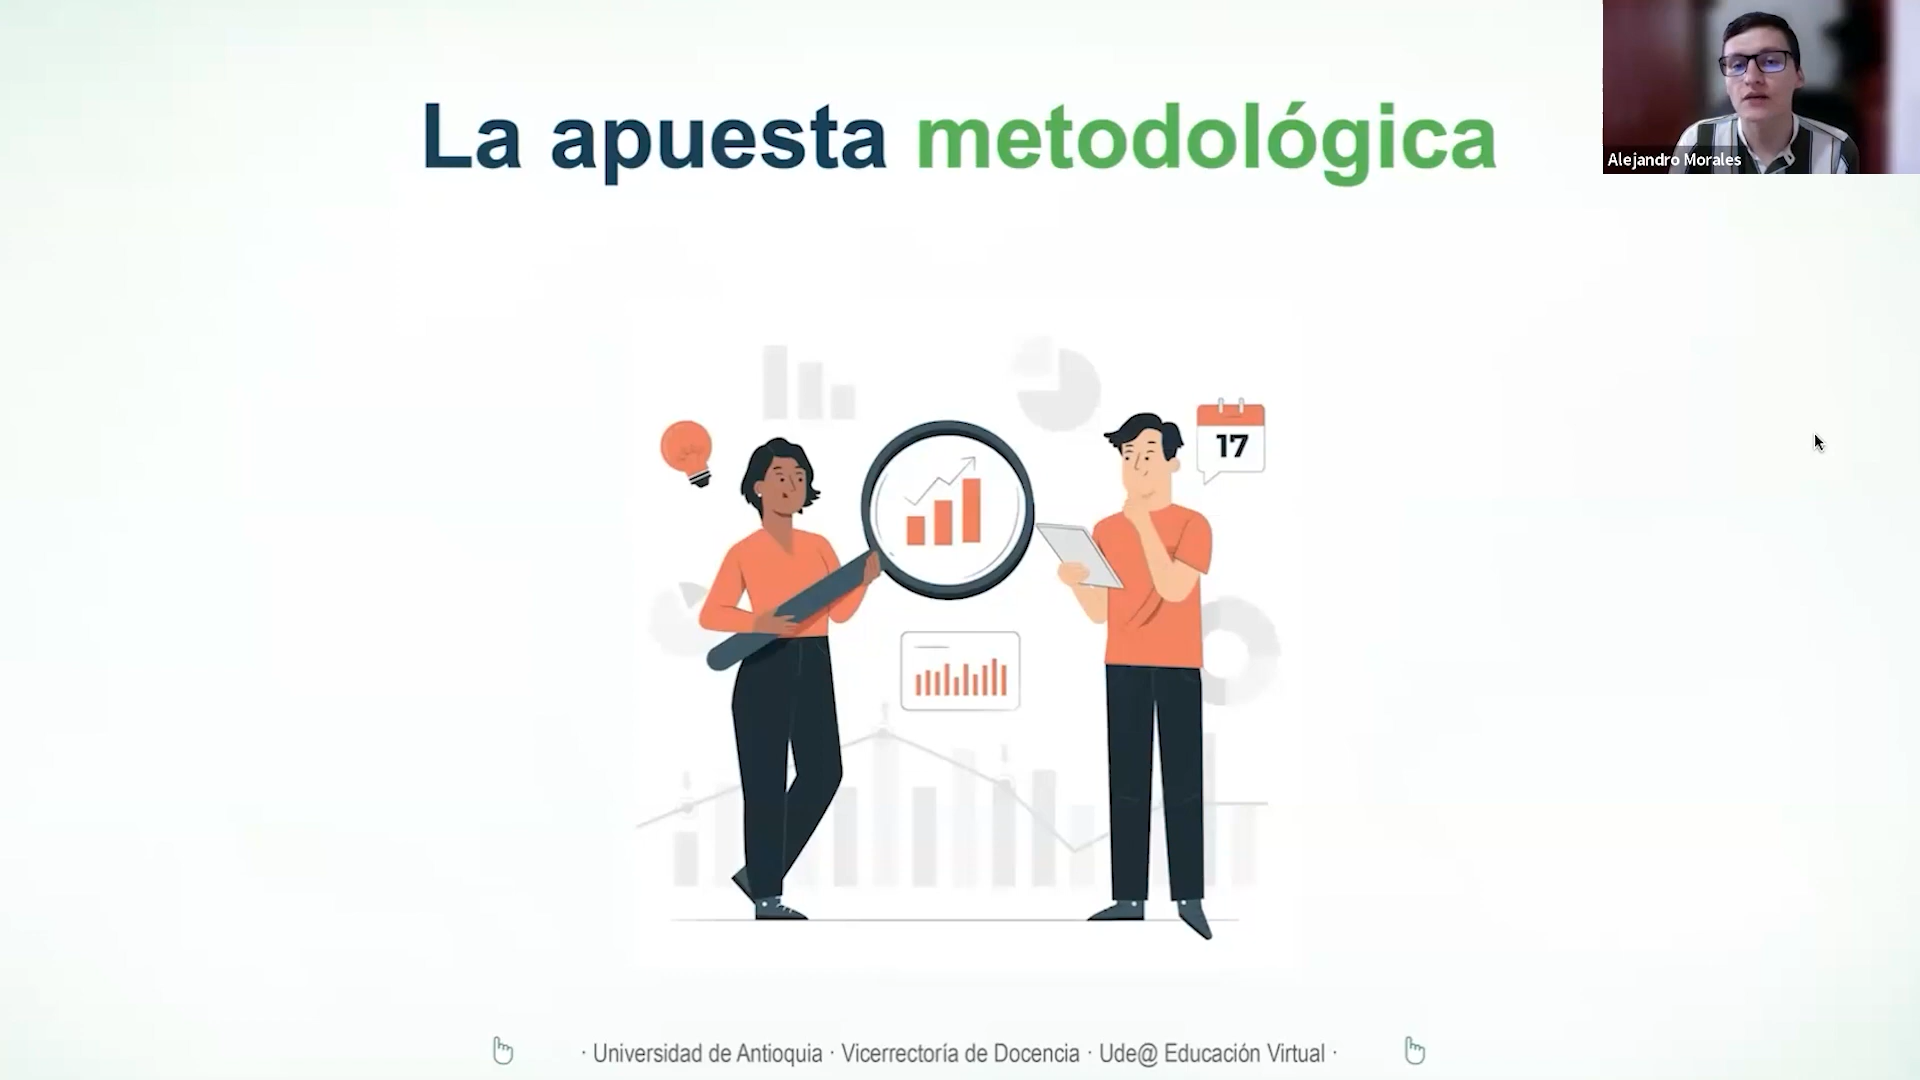 La apuesta metodológica
Alejandro Morales
17
· Universidad de Antioquia · Vicerrectoría de Docencia · Ude@ Educación Virtual ·